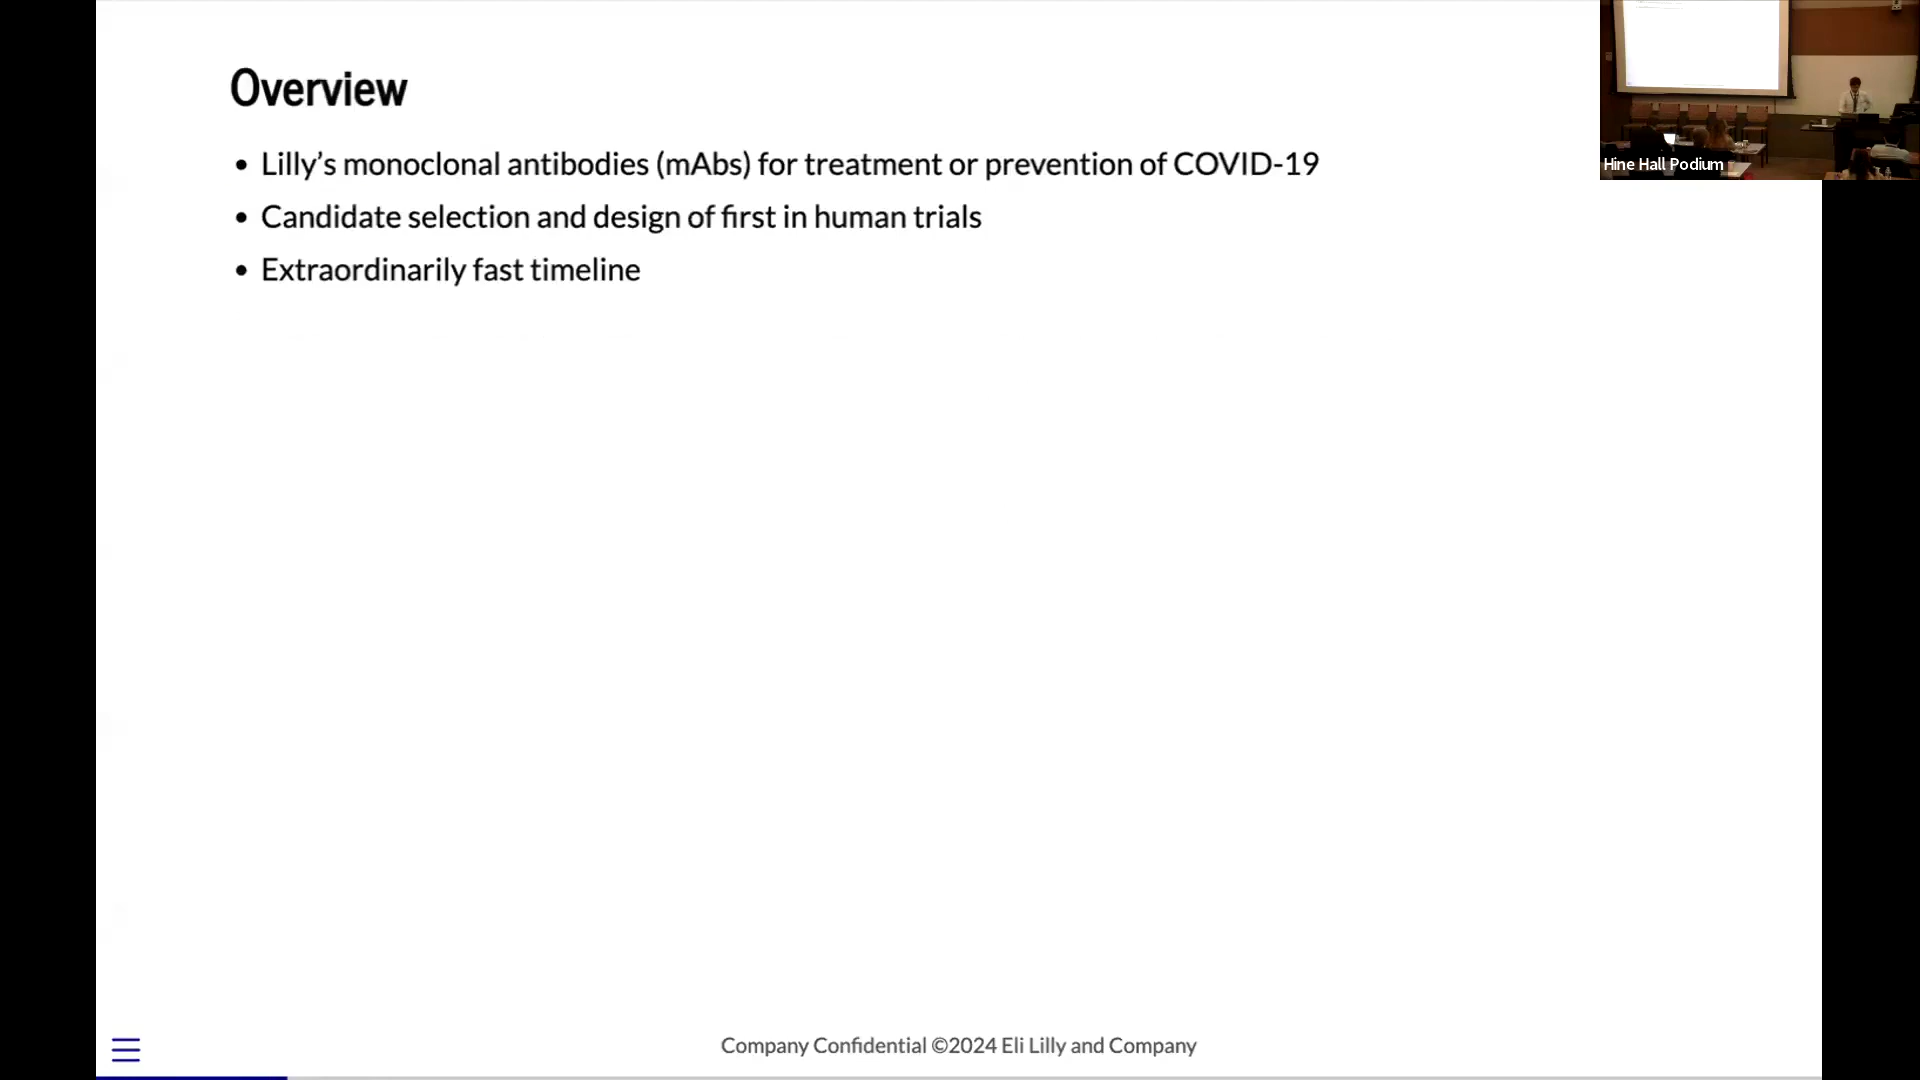 Overview
• Lilly’s monoclonal antibodies (mAbs) for treatment or prevention of COVID-19
• Candidate selection and design of first in human trials
• Extraordinarily fast timeline
Hine Hall Podium
Company Confidential ©2024 Eli Lilly and Company